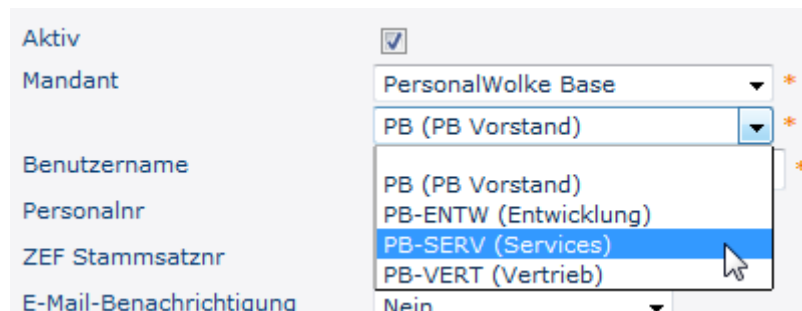 Aktiv
Mandant PersonalWolke Base *
PB (PB Vorstand) *
Benutzername *
PB (PB Vorstand)
Personalnr PB-ENTW (Entwicklung)
PB-SERV (Services)
ZEF Stammsatznr
PB-VERT (Vertrieb)
E-Mail-Benachrichtigung Nein